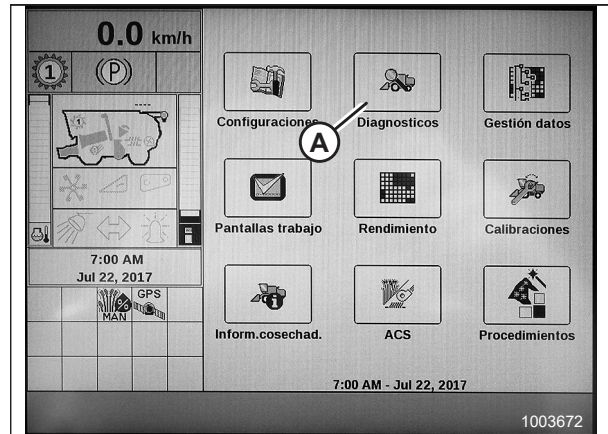 0.0 km/h
1
(P)
Configuraciones
Diagnosticos
Gestión datos
A
1
Pantallas trabajo
Rendimiento
Calibraciones
7:00 AM
Jul 22, 2017
GPS
MAN
Inform.cosechad.
ACS
Procedimientos
7:00 AM - Jul 22, 2017
1003672